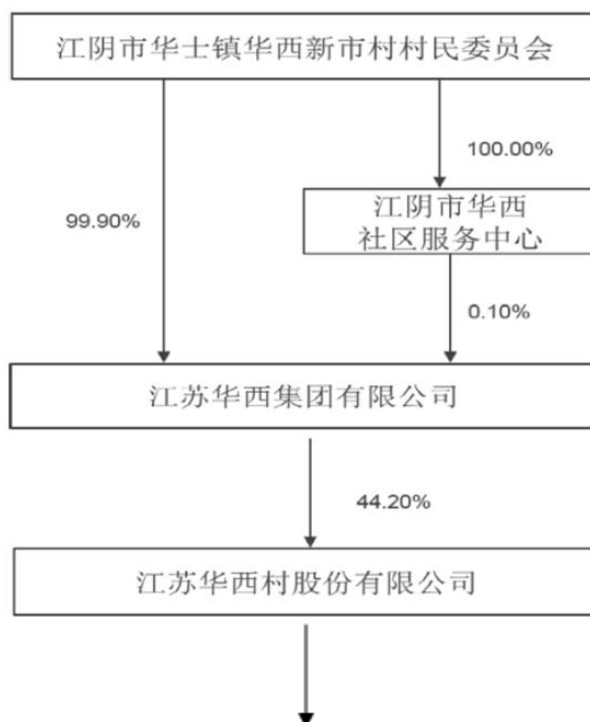 江阴市华士镇华西新市村村民委员会
100.00%
99.90%
江阴市华西
社区服务中心
0.10%
江苏华西集团有限公司
44.20%
江苏华西村股份有限公司